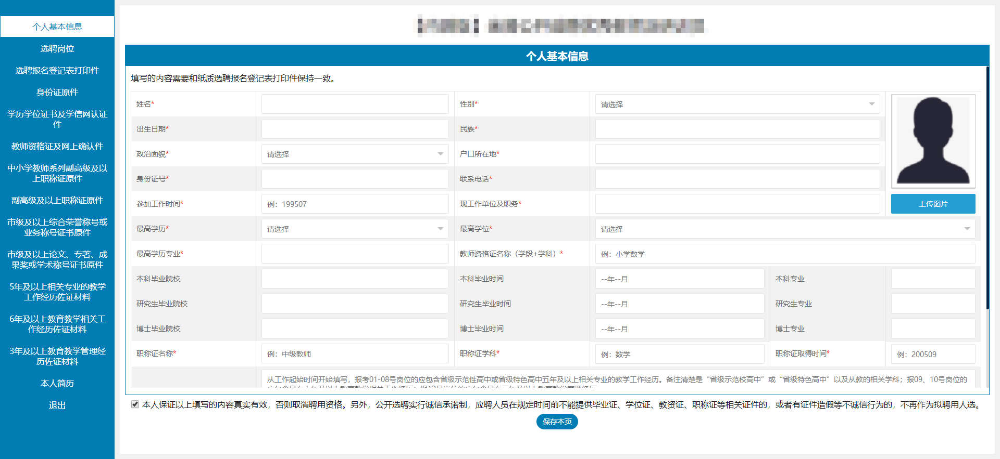 个人基本信息
选聘岗位
选聘报名登记表打印件
身份证原件
学历学位证书及学信网认证
件
教师资格证及网上确认件
中小学教师系列副高级及以
上职称证原件
副高级及以上职称证原件
市级及以上综合荣誉称号或
业务称号证书原件
市级及以上论文、专著、成
果奖或学术称号证书原件
5年及以上相关专业的教学
工作经历佐证材料
6年及以上教育教学相关工
作经历佐证材料
3年及以上教育教学管理经
历佐证材料
本人简历
退出
个人基本信息
填写的内容需要和纸质选聘报名登记表打印件保持一致。
姓名* 性别* 请选择
出生日期* 民族*
政治面貌* 请选择 户口所在地*
身份证号* 联系电话*
参加工作时间* 例：199507 现工作单位及职务* 上传图片
最高学历* 请选择 最高学位* 请选择
最高学历专业* 教师资格证名称（学段+学科）* 例：小学数学
本科毕业院校 本科毕业时间 --年--月 本科专业
研究生毕业院校 研究生毕业时间 --年--月 研究生专业
博士毕业院校 博士毕业时间 --年--月 博士专业
职称证名称* 例：中级教师 职称证学科* 例：数学 职称证取得时间* 例：200509
从工作起始时间开始填写，报考01-08号岗位的应包含省级示范性高中或省级特色高中五年及以上相关专业的教学工作经历。备注清楚是“省级示范校高中”或“省级特色高中”以及从教的相关学科；报09、10号岗位的
本人保证以上填写的内容真实有效，否则取消聘用资格。另外，公开选聘实行诚信承诺制，应聘人员在规定时间前不能提供毕业证、学位证、教资证、职称证等相关证件的，或者有证件造假等不诚信行为的，不再作为拟聘用人选。
保存本页